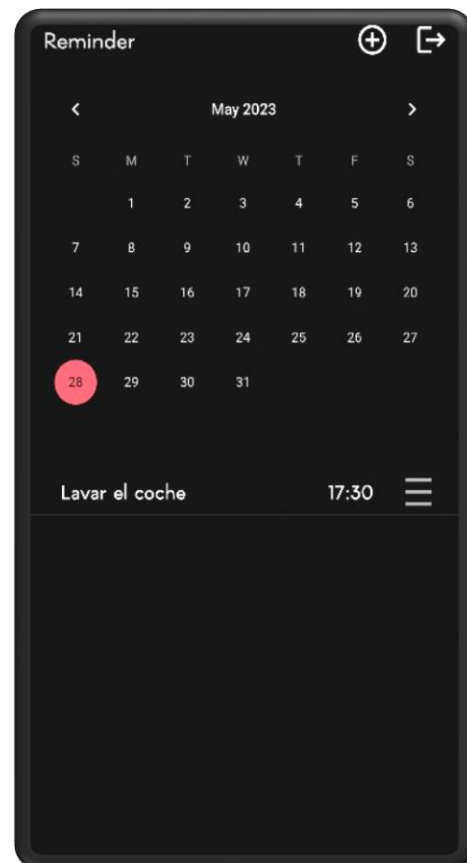 Reminder
May 2023
S M T W T F S
1 2 3 4 5 6
7 8 9 10 11 12 13
14 15 16 17 18 19 20
21 22 23 24 25 26 27
28 29 30 31
Lavar el coche 17:30